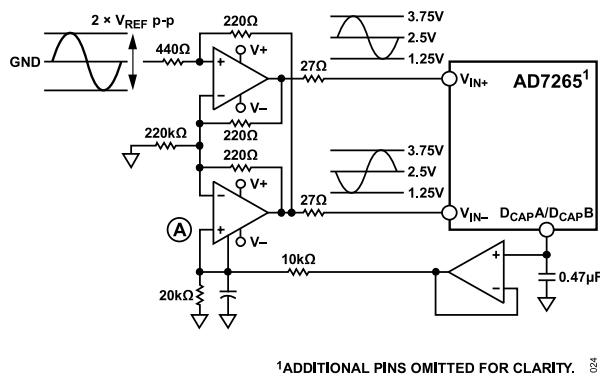 2 × VREF p-p
GND
440Ω
220Ω
V+
+
–
V–
27Ω
3.75V
2.5V
1.25V
VIN+
AD7265¹
220kΩ
220Ω
220Ω
V+
–
+
V–
A
27Ω
3.75V
2.5V
1.25V
VIN–
DCAPA/DCAPB
10kΩ
20kΩ
+
–
0.47µF
¹ADDITIONAL PINS OMITTED FOR CLARITY.
024